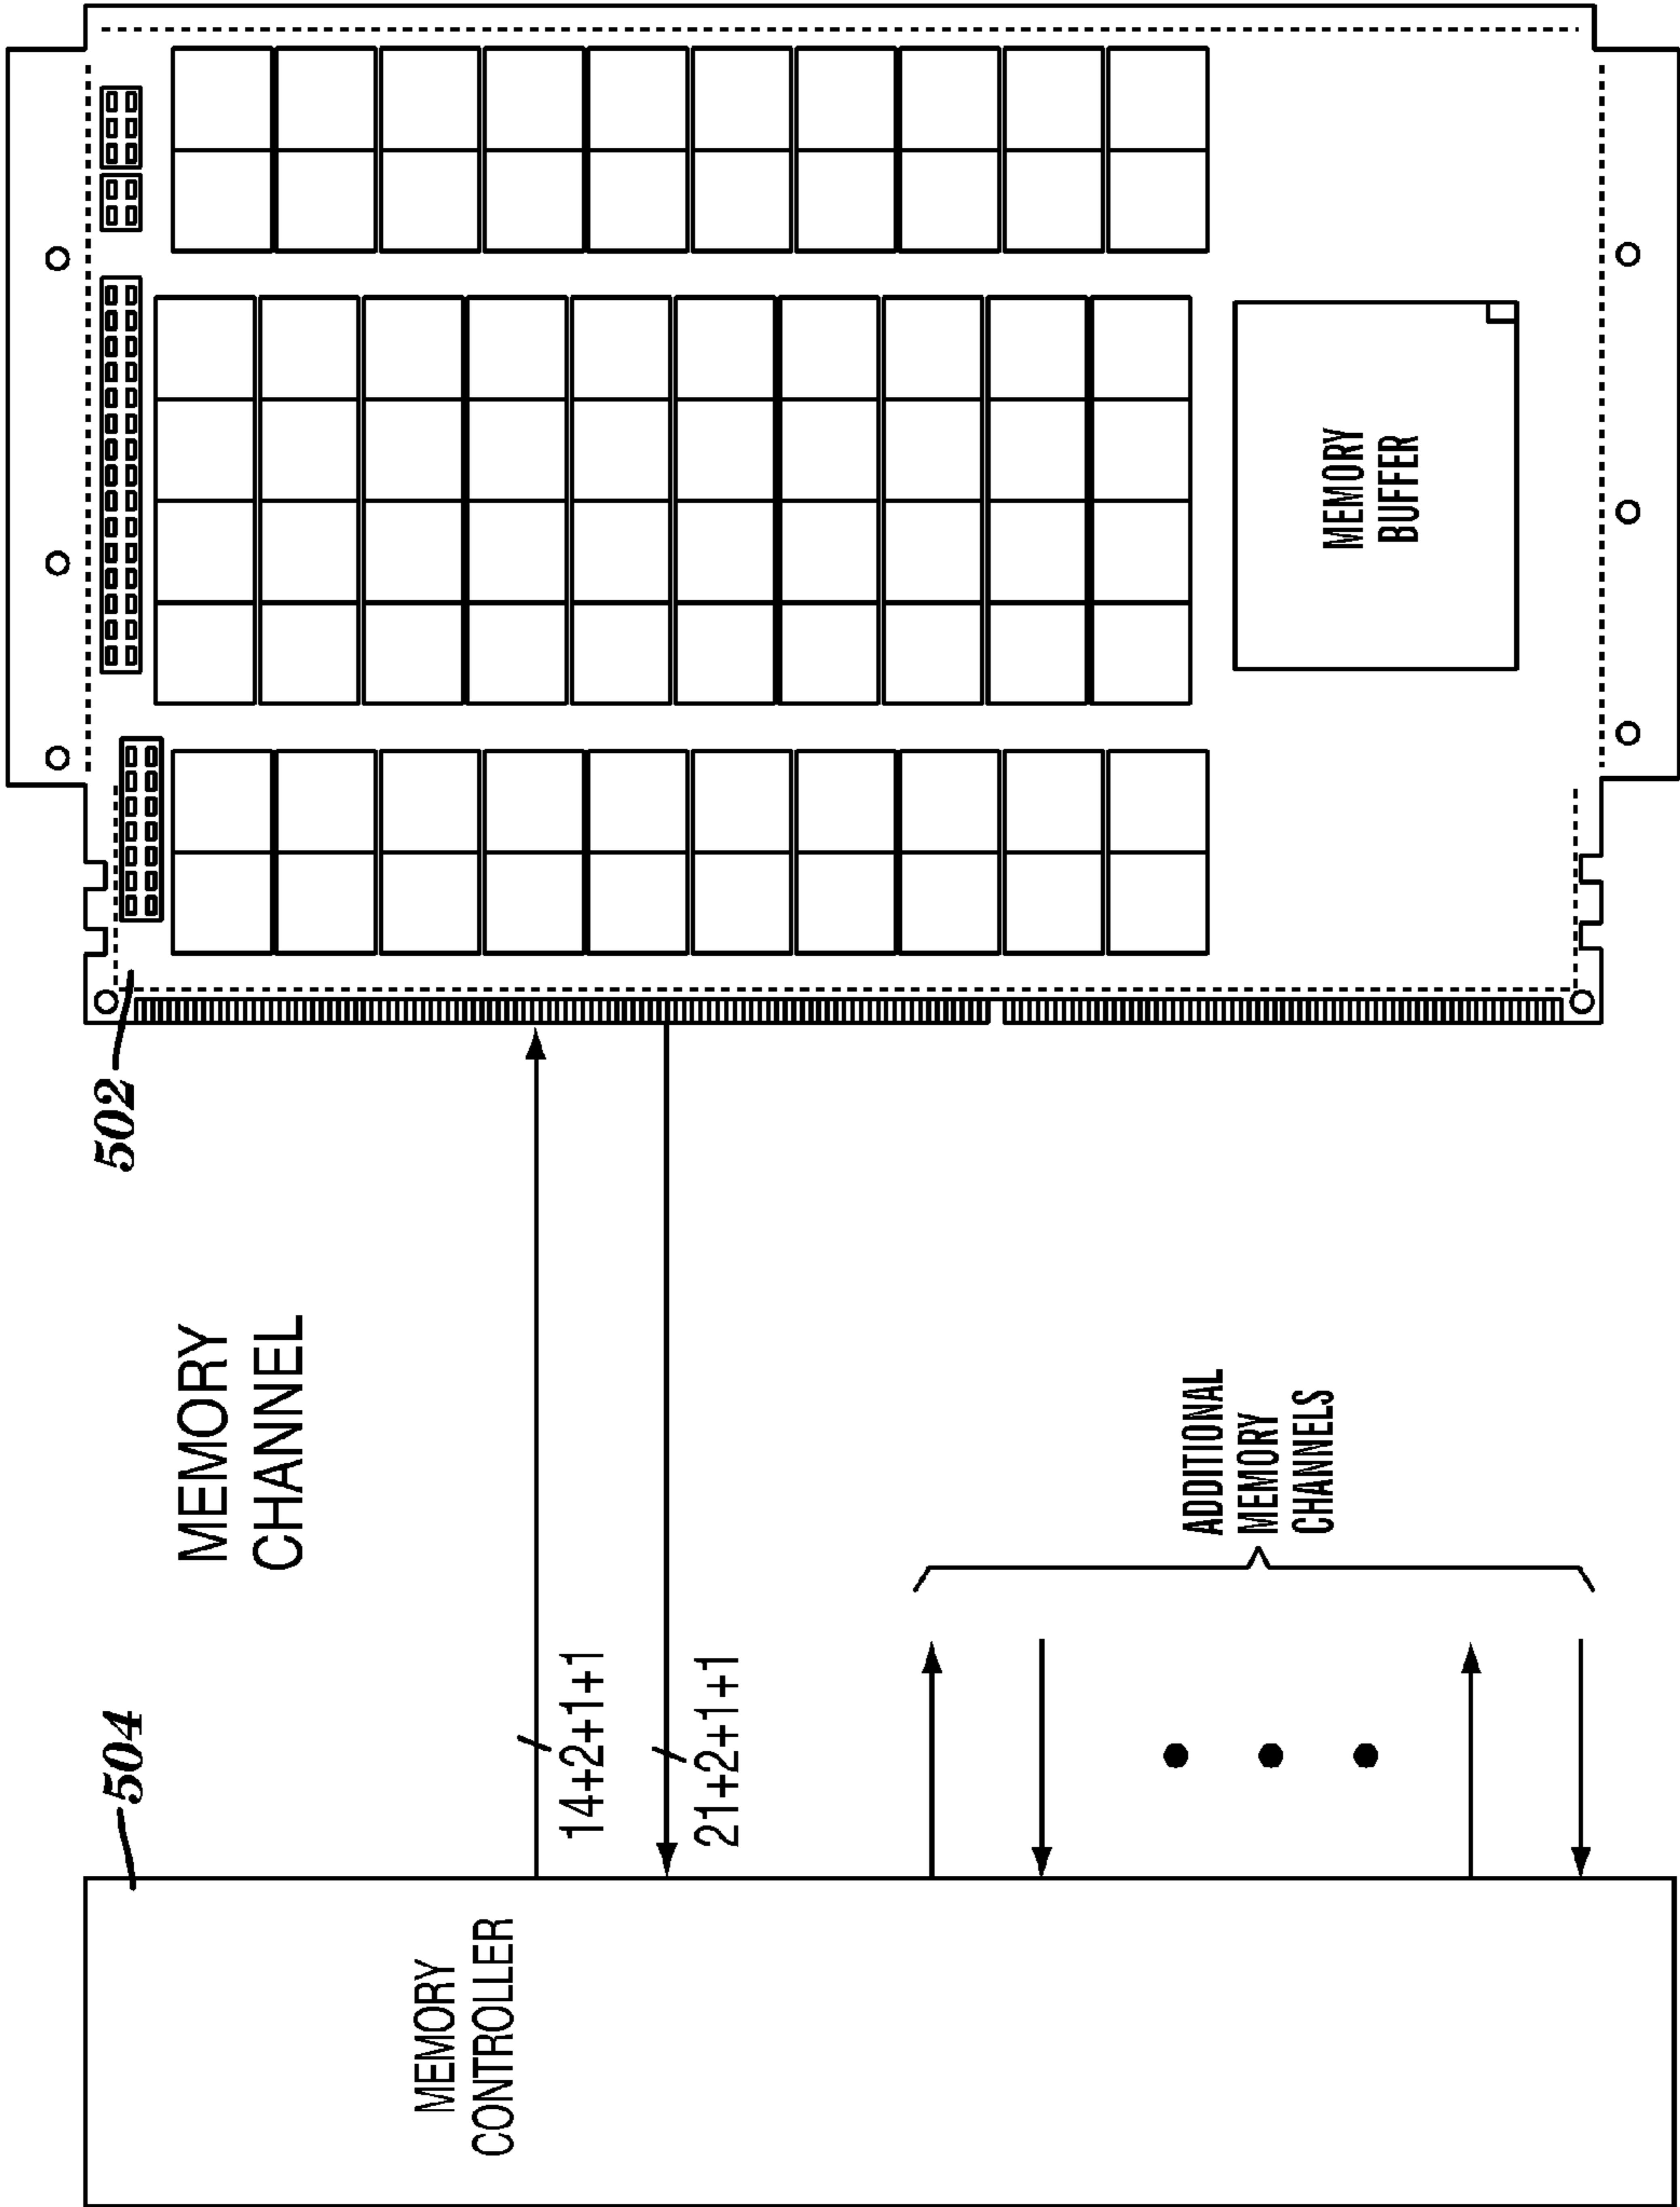 502
MEMORY
BUFFER
MEMORY
CHANNEL
504
14+2+1+1
21+2+1+1
ADDITIONAL
MEMORY
CHANNELS
MEMORY
CONTROLLER